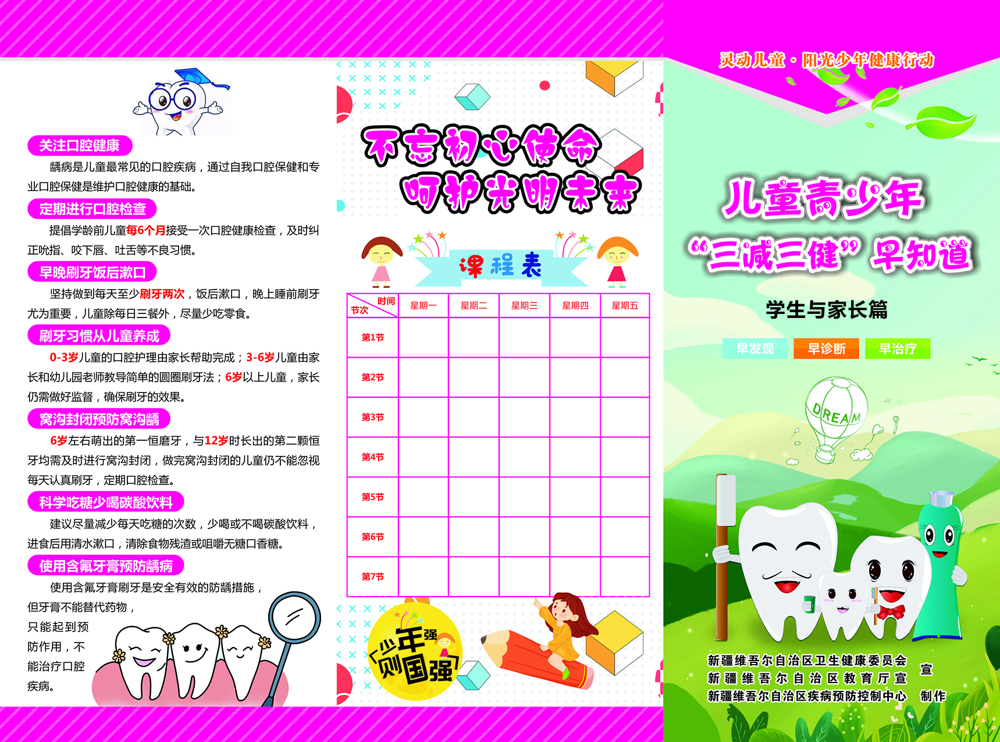 关注口腔健康
龋病是儿童最常见的口腔疾病，通过自我口腔保健和专
业口腔保健是维护口腔健康的基础。
定期进行口腔检查
提倡学龄前儿童每6个月接受一次口腔健康检查，及时纠
正吮指、咬下唇、吐舌等不良习惯。
早晚刷牙饭后漱口
坚持做到每天至少刷牙两次，饭后漱口，晚上睡前刷牙
尤为重要，儿童除每日三餐外，尽量少吃零食。
刷牙习惯从儿童养成
0-3岁儿童的口腔护理由家长帮助完成；3-6岁儿童由家
长和幼儿园老师教导简单的圆圈刷牙法；6岁以上儿童，家长
仍需做好监督，确保刷牙的效果。
窝沟封闭预防窝沟龋
6岁左右萌出的第一恒磨牙，与12岁时长出的第二颗恒
牙均需及时进行窝沟封闭，做完窝沟封闭的儿童仍不能忽视
每天认真刷牙，定期口腔检查。
科学吃糖少喝碳酸饮料
建议尽量减少每天吃糖的次数，少喝或不喝碳酸饮料，
进食后用清水漱口，清除食物残渣或咀嚼无糖口香糖。
使用含氟牙膏预防龋病
使用含氟牙膏刷牙是安全有效的防龋措施，
但牙膏不能替代药物，
只能起到预
防作用，不
能治疗口腔
疾病。
不忘初心使命
呵护光明未来
课程表
时间
节次
星期一 星期二 星期三 星期四 星期五
第1节
第2节
第3节
第4节
第5节
第6节
第7节
少年强
则国强
灵动儿童·阳光少年健康行动
儿童青少年
“三减三健”早知道
学生与家长篇
早发现 早诊断 早治疗
DREAM
新疆维吾尔自治区卫生健康委员会
宣
新疆维吾尔自治区教育厅宣
新疆维吾尔自治区疾病预防控制中心 制作